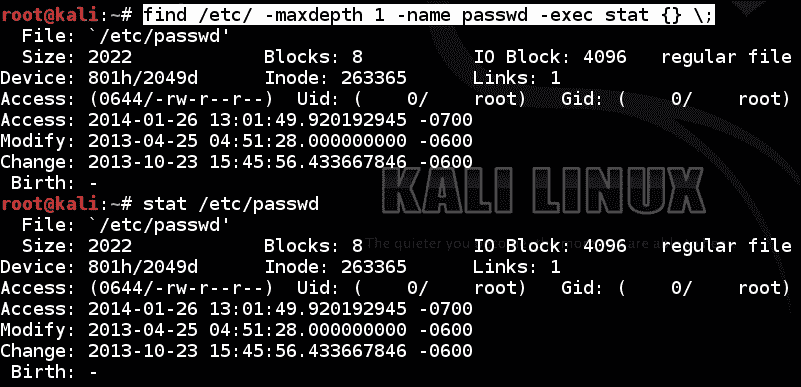 root@kali:~# find /etc/ -maxdepth 1 -name passwd -exec stat {} \;
  File: `/etc/passwd'
  Size: 2022            Blocks: 8          IO Block: 4096   regular file
Device: 801h/2049d      Inode: 263365      Links: 1
Access: (0644/-rw-r--r--)  Uid: (    0/    root)   Gid: (    0/    root)
Access: 2014-01-26 13:01:49.920192945 -0700
Modify: 2013-04-25 04:51:28.000000000 -0600
Change: 2013-10-23 15:45:56.433667846 -0600
 Birth: -
KALI LINUX
root@kali:~# stat /etc/passwd
  File: `/etc/passwd'
The quieter you
  Size: 2022            Blocks: 8          IO Block: 4096   regular file
Device: 801h/2049d      Inode: 263365      Links: 1
Access: (0644/-rw-r--r--)  Uid: (    0/    root)   Gid: (    0/    root)
Access: 2014-01-26 13:01:49.920192945 -0700
Modify: 2013-04-25 04:51:28.000000000 -0600
Change: 2013-10-23 15:45:56.433667846 -0600
 Birth: -